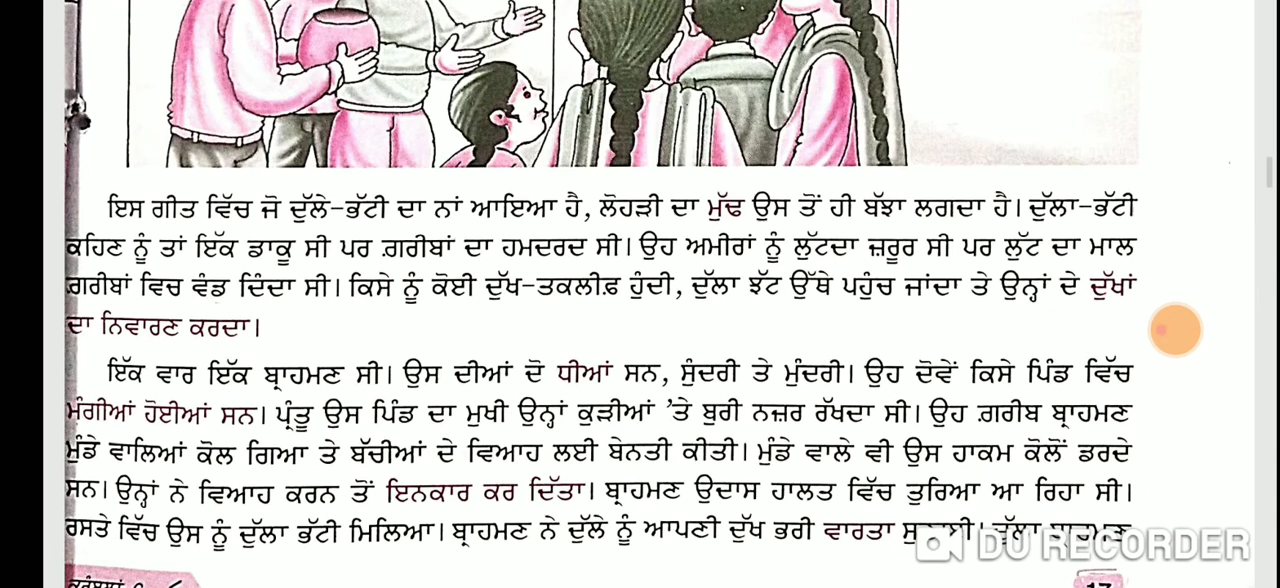 ਇਸ ਗੀਤ ਵਿੱਚ ਜੋ ਦੁੱਲੇ-ਭੱਟੀ ਦਾ ਨਾਂ ਆਇਆ ਹੈ, ਲੋਹੜੀ ਦਾ ਮੁੱਢ ਉਸ ਤੋਂ ਹੀ ਬੱਝਾ ਲਗਦਾ ਹੈ। ਦੁੱਲਾ-ਭੱਟੀ
ਕਹਿਣ ਨੂੰ ਤਾਂ ਇੱਕ ਡਾਕੂ ਸੀ ਪਰ ਗ਼ਰੀਬਾਂ ਦਾ ਹਮਦਰਦ ਸੀ। ਉਹ ਅਮੀਰਾਂ ਨੂੰ ਲੁੱਟਦਾ ਜ਼ਰੂਰ ਸੀ ਪਰ ਲੁੱਟ ਦਾ ਮਾਲ
ਗ਼ਰੀਬਾਂ ਵਿਚ ਵੰਡ ਦਿੰਦਾ ਸੀ। ਕਿਸੇ ਨੂੰ ਕੋਈ ਦੁੱਖ-ਤਕਲੀਫ਼ ਹੁੰਦੀ, ਦੁੱਲਾ ਝੱਟ ਉੱਥੇ ਪਹੁੰਚ ਜਾਂਦਾ ਤੇ ਉਨ੍ਹਾਂ ਦੇ ਦੁੱਖਾਂ
ਦਾ ਨਿਵਾਰਣ ਕਰਦਾ।
ਇੱਕ ਵਾਰ ਇੱਕ ਬ੍ਰਾਹਮਣ ਸੀ। ਉਸ ਦੀਆਂ ਦੋ ਧੀਆਂ ਸਨ, ਸੁੰਦਰੀ ਤੇ ਮੁੰਦਰੀ। ਉਹ ਦੋਵੇਂ ਕਿਸੇ ਪਿੰਡ ਵਿੱਚ
ਮੰਗੀਆਂ ਹੋਈਆਂ ਸਨ। ਪ੍ਰੰਤੂ ਉਸ ਪਿੰਡ ਦਾ ਮੁਖੀ ਉਨ੍ਹਾਂ ਕੁੜੀਆਂ 'ਤੇ ਬੁਰੀ ਨਜ਼ਰ ਰੱਖਦਾ ਸੀ। ਉਹ ਗ਼ਰੀਬ ਬ੍ਰਾਹਮਣ
ਮੁੰਡੇ ਵਾਲਿਆਂ ਕੋਲ ਗਿਆ ਤੇ ਬੱਚੀਆਂ ਦੇ ਵਿਆਹ ਲਈ ਬੇਨਤੀ ਕੀਤੀ। ਮੁੰਡੇ ਵਾਲੇ ਵੀ ਉਸ ਹਾਕਮ ਕੋਲੋਂ ਡਰਦੇ
ਸਨ। ਉਨ੍ਹਾਂ ਨੇ ਵਿਆਹ ਕਰਨ ਤੋਂ ਇਨਕਾਰ ਕਰ ਦਿੱਤਾ। ਬ੍ਰਾਹਮਣ ਉਦਾਸ ਹਾਲਤ ਵਿੱਚ ਤੁਰਿਆ ਆ ਰਿਹਾ ਸੀ।
ਰਸਤੇ ਵਿੱਚ ਉਸ ਨੂੰ ਦੁੱਲਾ ਭੱਟੀ ਮਿਲਿਆ। ਬ੍ਰਾਹਮਣ ਨੇ ਦੁੱਲੇ ਨੂੰ ਆਪਣੀ ਦੁੱਖ ਭਰੀ ਵਾਰਤਾ
DU RECORDER